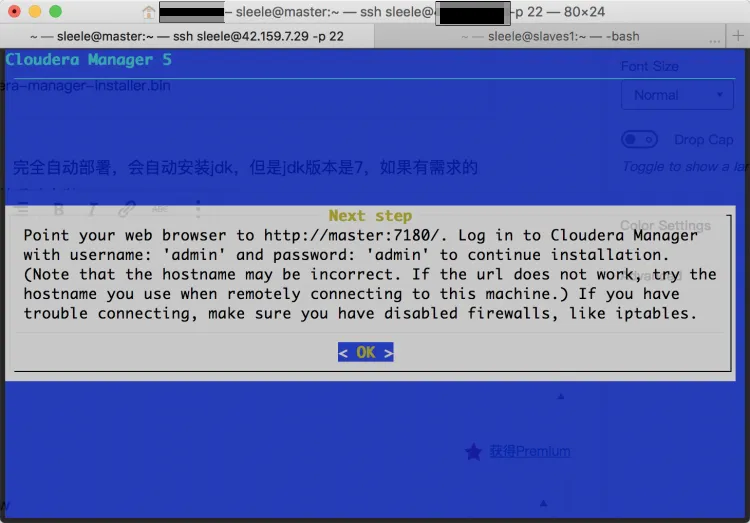 — sleele@master:~ — ssh sleele@ -p 22 — 80×24
~ — sleele@master:~ — ssh sleele@42.159.7.29 -p 22
~ — sleele@slaves1:~ — -bash
...
+
Cloudera Manager 5
Font Size
era-manager-installer.bin
Normal
Drop Cap
完全自动部署，会自动安装jdk，但是jdk版本是7，如果有需求的
Toggle to show a lar
B I ABC
Next step
Color Settings
Point your web browser to http://master:7180/. Log in to Cloudera Manager
with username: 'admin' and password: 'admin' to continue installation.
(Note that the hostname may be incorrect. If the url does not work, try the
Advanced
hostname you use when remotely connecting to this machine.) If you have
trouble connecting, make sure you have disabled firewalls, like iptables.
< OK >
获得Premium